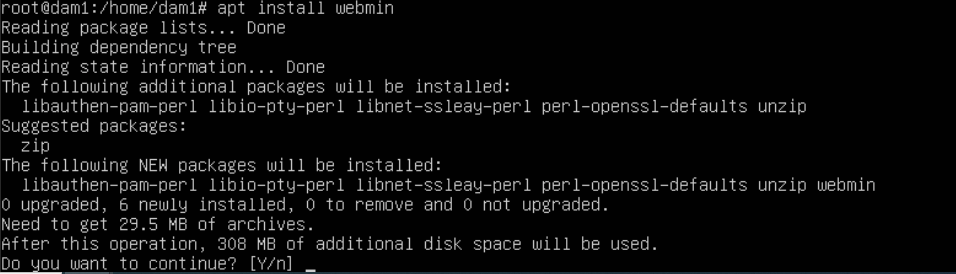 root@dam1:/home/dam1# apt install webmin
Reading package lists... Done
Building dependency tree
Reading state information... Done
The following additional packages will be installed:
  libauthen-pam-perl libio-pty-perl libnet-ssleay-perl perl-openssl-defaults unzip
Suggested packages:
  zip
The following NEW packages will be installed:
  libauthen-pam-perl libio-pty-perl libnet-ssleay-perl perl-openssl-defaults unzip webmin
0 upgraded, 6 newly installed, 0 to remove and 0 not upgraded.
Need to get 29.5 MB of archives.
After this operation, 308 MB of additional disk space will be used.
Do you want to continue? [Y/n] _